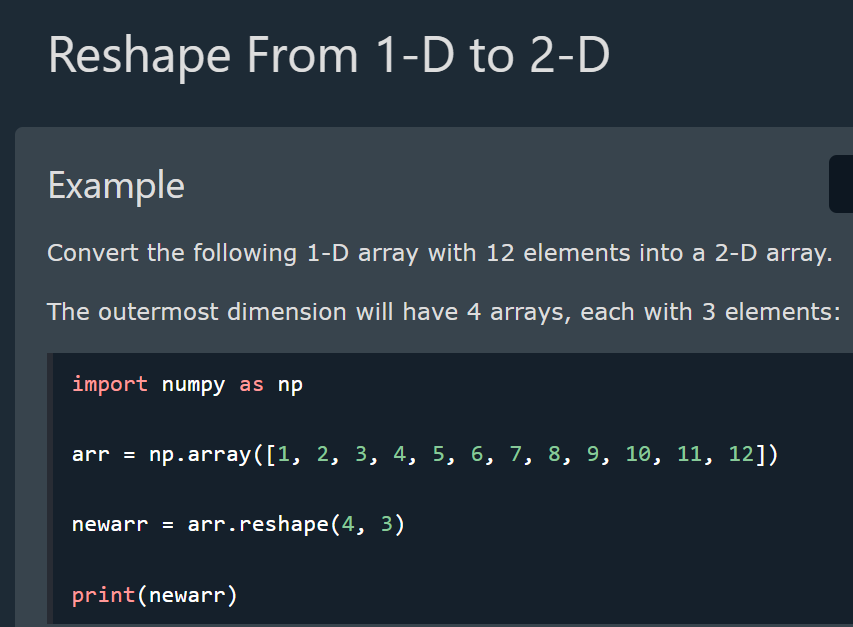 Reshape From 1-D to 2-D
Example
Convert the following 1-D array with 12 elements into a 2-D array.
The outermost dimension will have 4 arrays, each with 3 elements:
import numpy as np
arr = np.array([1, 2, 3, 4, 5, 6, 7, 8, 9, 10, 11, 12])
newarr = arr.reshape(4, 3)
print(newarr)